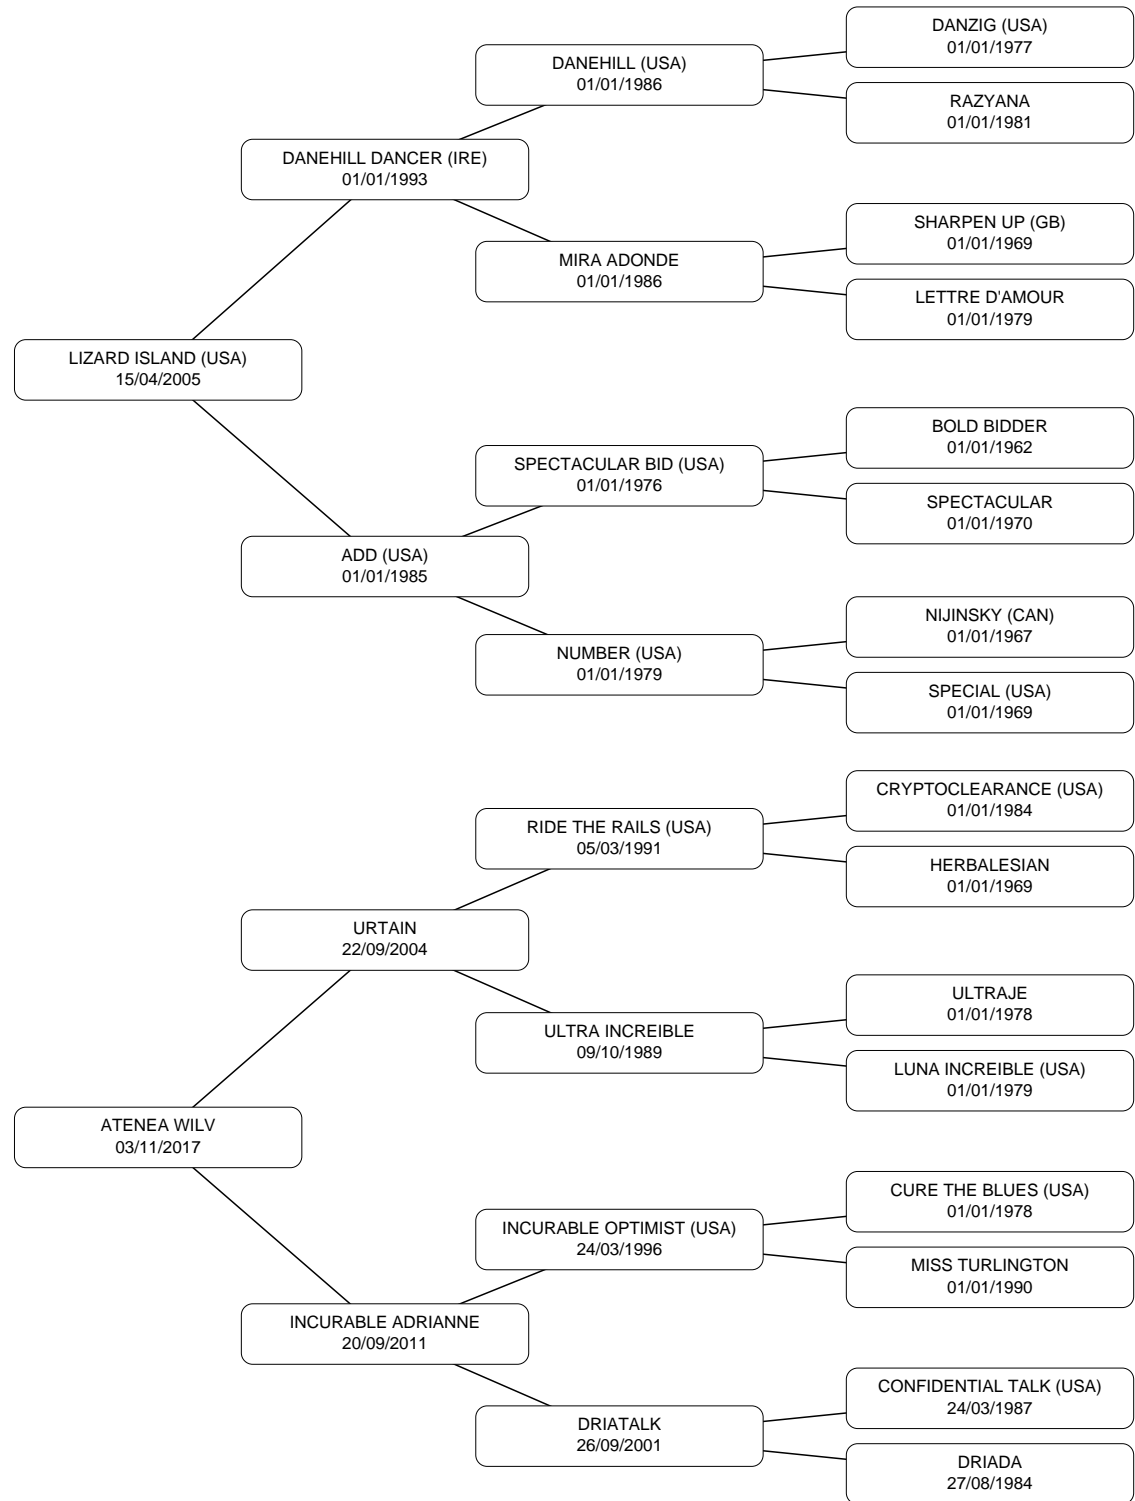 DANZIG (USA)
01/01/1977
DANEHILL (USA)
01/01/1986
RAZYANA
01/01/1981
DANEHILL DANCER (IRE)
01/01/1993
SHARPEN UP (GB)
01/01/1969
MIRA ADONDE
01/01/1986
LETTRE D'AMOUR
01/01/1979
LIZARD ISLAND (USA)
15/04/2005
BOLD BIDDER
01/01/1962
SPECTACULAR BID (USA)
01/01/1976
SPECTACULAR
01/01/1970
ADD (USA)
01/01/1985
NIJINSKY (CAN)
01/01/1967
NUMBER (USA)
01/01/1979
SPECIAL (USA)
01/01/1969
CRYPTOCLEARANCE (USA)
01/01/1984
RIDE THE RAILS (USA)
05/03/1991
HERBALESIAN
01/01/1969
URTAIN
22/09/2004
ULTRAJE
01/01/1978
ULTRA INCREIBLE
09/10/1989
LUNA INCREIBLE (USA)
01/01/1979
ATENEA WILV
03/11/2017
CURE THE BLUES (USA)
01/01/1978
INCURABLE OPTIMIST (USA)
24/03/1996
MISS TURLINGTON
01/01/1990
INCURABLE ADRIANNE
20/09/2011
CONFIDENTIAL TALK (USA)
24/03/1987
DRIATALK
26/09/2001
DRIADA
27/08/1984